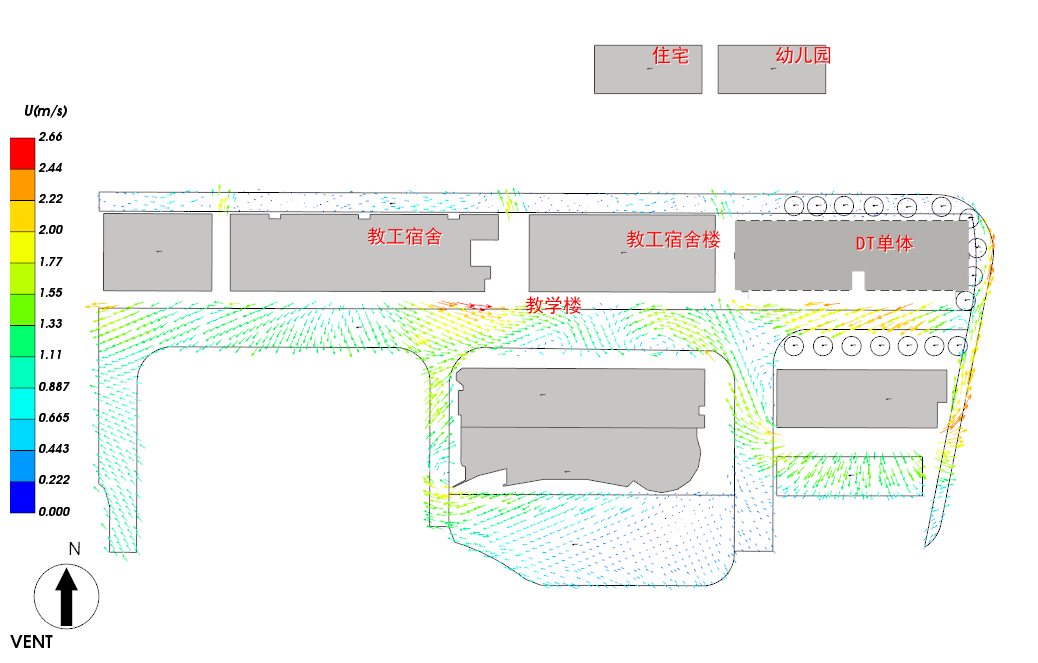 住宅
幼儿园
U(m/s)
2.66
2.44
2.22
2.00
1.77
1.55
1.33
1.11
0.887
0.665
0.443
0.222
0.000
教工宿舍
教工宿舍楼
DT单体
教学楼
N
VENT